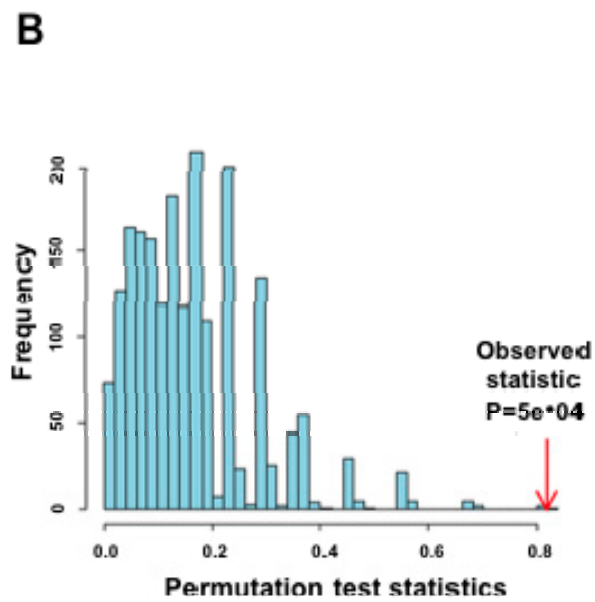 B
Frequency
200
150
100
50
0
Observed
statistic
P=5e-04
0.0 0.2 0.4 0.6 0.8
Permutation test statistics